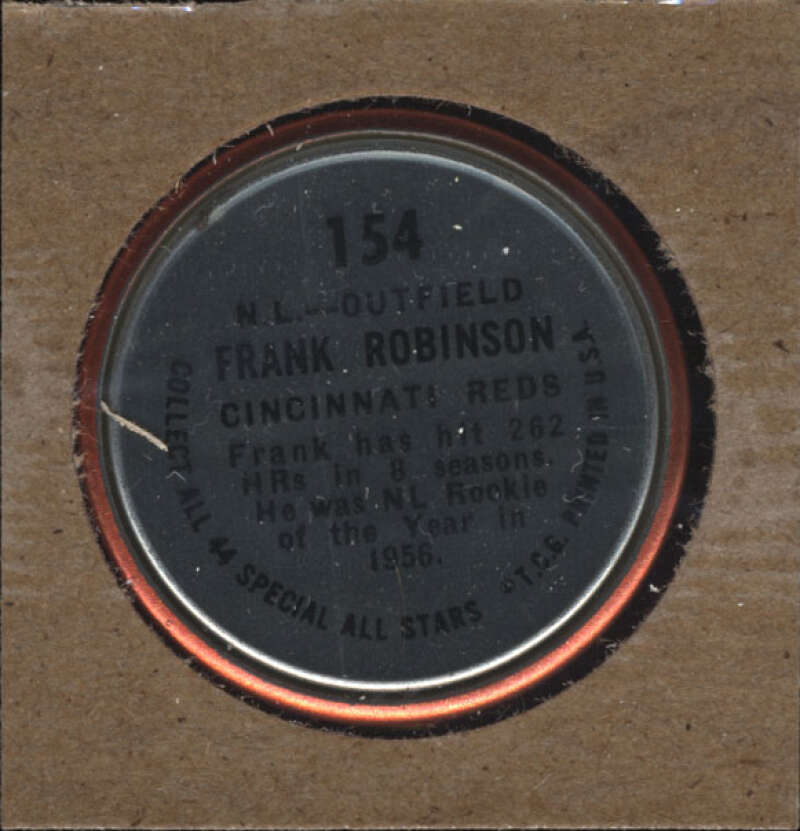 154
N.L.--OUTFIELD
FRANK ROBINSON
CINCINNATI REDS
Frank has hit 262
HRs in 8 seasons.
He was NL Rookie
of the Year in
1956.
COLLECT ALL 44 SPECIAL ALL STARS
©T.C.G. PRINTED IN U.S.A.